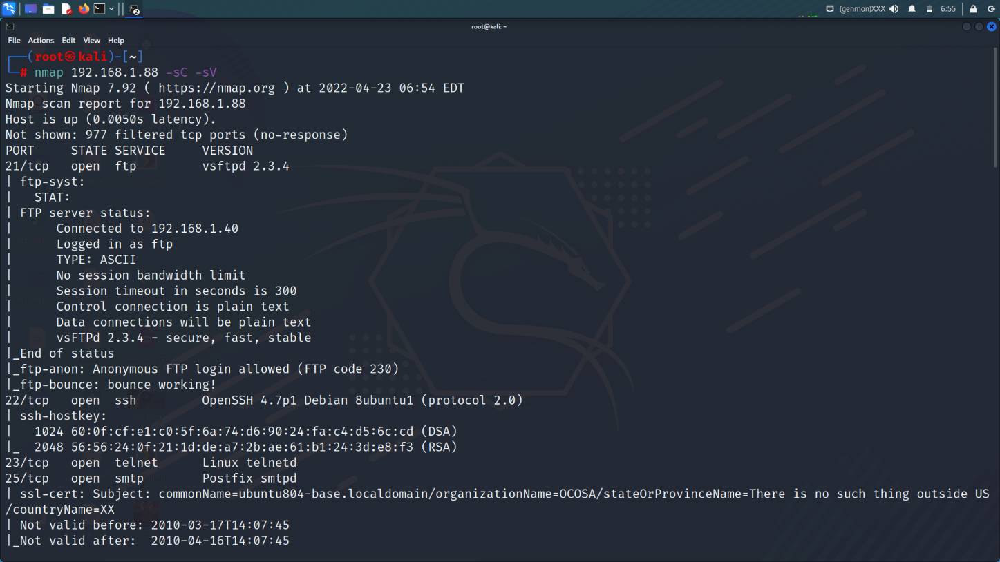 2
(genmon)XXX
6:55
root@kali: ~
File Actions Edit View Help
┌──(root㉿kali)-[~]
└─# nmap 192.168.1.88 -sC -sV
Starting Nmap 7.92 ( https://nmap.org ) at 2022-04-23 06:54 EDT
Nmap scan report for 192.168.1.88
Host is up (0.0050s latency).
Not shown: 977 filtered tcp ports (no-response)
PORT     STATE SERVICE     VERSION
21/tcp   open  ftp         vsftpd 2.3.4
| ftp-syst:
|   STAT:
| FTP server status:
|      Connected to 192.168.1.40
|      Logged in as ftp
|      TYPE: ASCII
|      No session bandwidth limit
|      Session timeout in seconds is 300
|      Control connection is plain text
|      Data connections will be plain text
|      vsFTPd 2.3.4 - secure, fast, stable
|_End of status
|_ftp-anon: Anonymous FTP login allowed (FTP code 230)
|_ftp-bounce: bounce working!
22/tcp   open  ssh         OpenSSH 4.7p1 Debian 8ubuntu1 (protocol 2.0)
| ssh-hostkey:
|   1024 60:0f:cf:e1:c0:5f:6a:74:d6:90:24:fa:c4:d5:6c:cd (DSA)
|_  2048 56:56:24:0f:21:1d:de:a7:2b:ae:61:b1:24:3d:e8:f3 (RSA)
23/tcp   open  telnet      Linux telnetd
25/tcp   open  smtp        Postfix smtpd
| ssl-cert: Subject: commonName=ubuntu804-base.localdomain/organizationName=OCOSA/stateOrProvinceName=There is no such thing outside US
/countryName=XX
| Not valid before: 2010-03-17T14:07:45
|_Not valid after:  2010-04-16T14:07:45